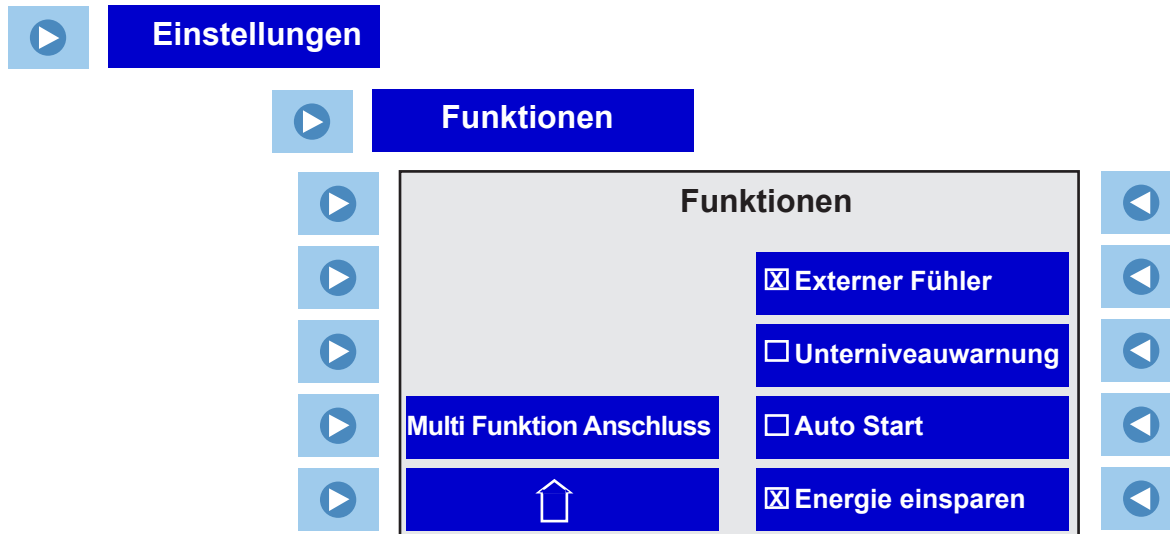 Einstellungen
Funktionen
Funktionen
☒ Externer Fühler
☐ Unterniveauwarnung
Multi Funktion Anschluss
☐ Auto Start
☒ Energie einsparen